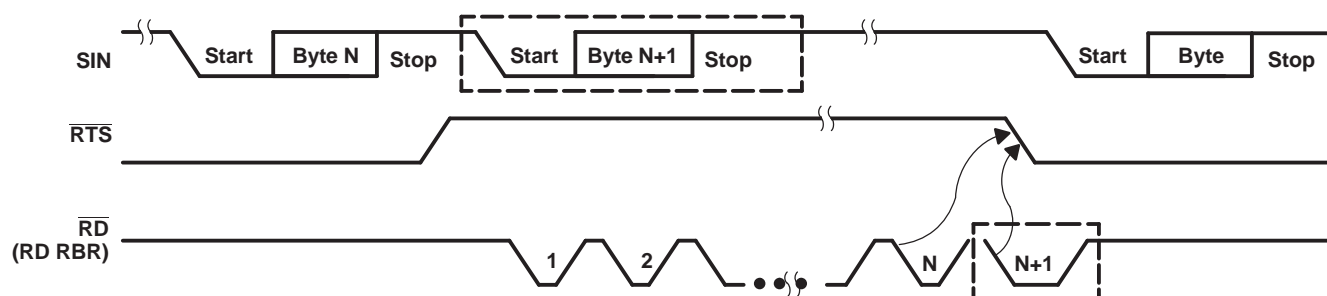 SIN
Start
Byte N
Stop
Start
Byte N+1
Stop
Start
Byte
Stop
RTS
RD
(RD RBR)
1
2
N
N+1